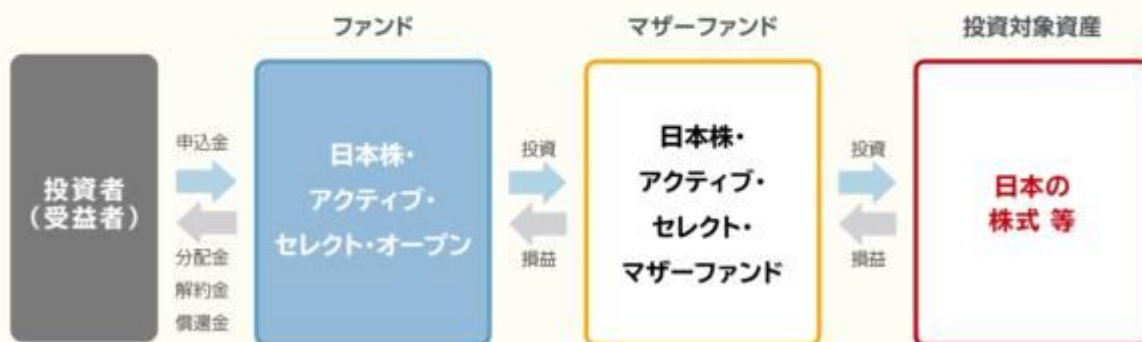 ファンド
マザーファンド
投資対象資産
投資者
（受益者）
申込金
分配金
解約金
償還金
日本株・
アクティブ・
セレクト・オープン
投資
損益
日本株・
アクティブ・
セレクト・
マザーファンド
投資
損益
日本の
株式 等